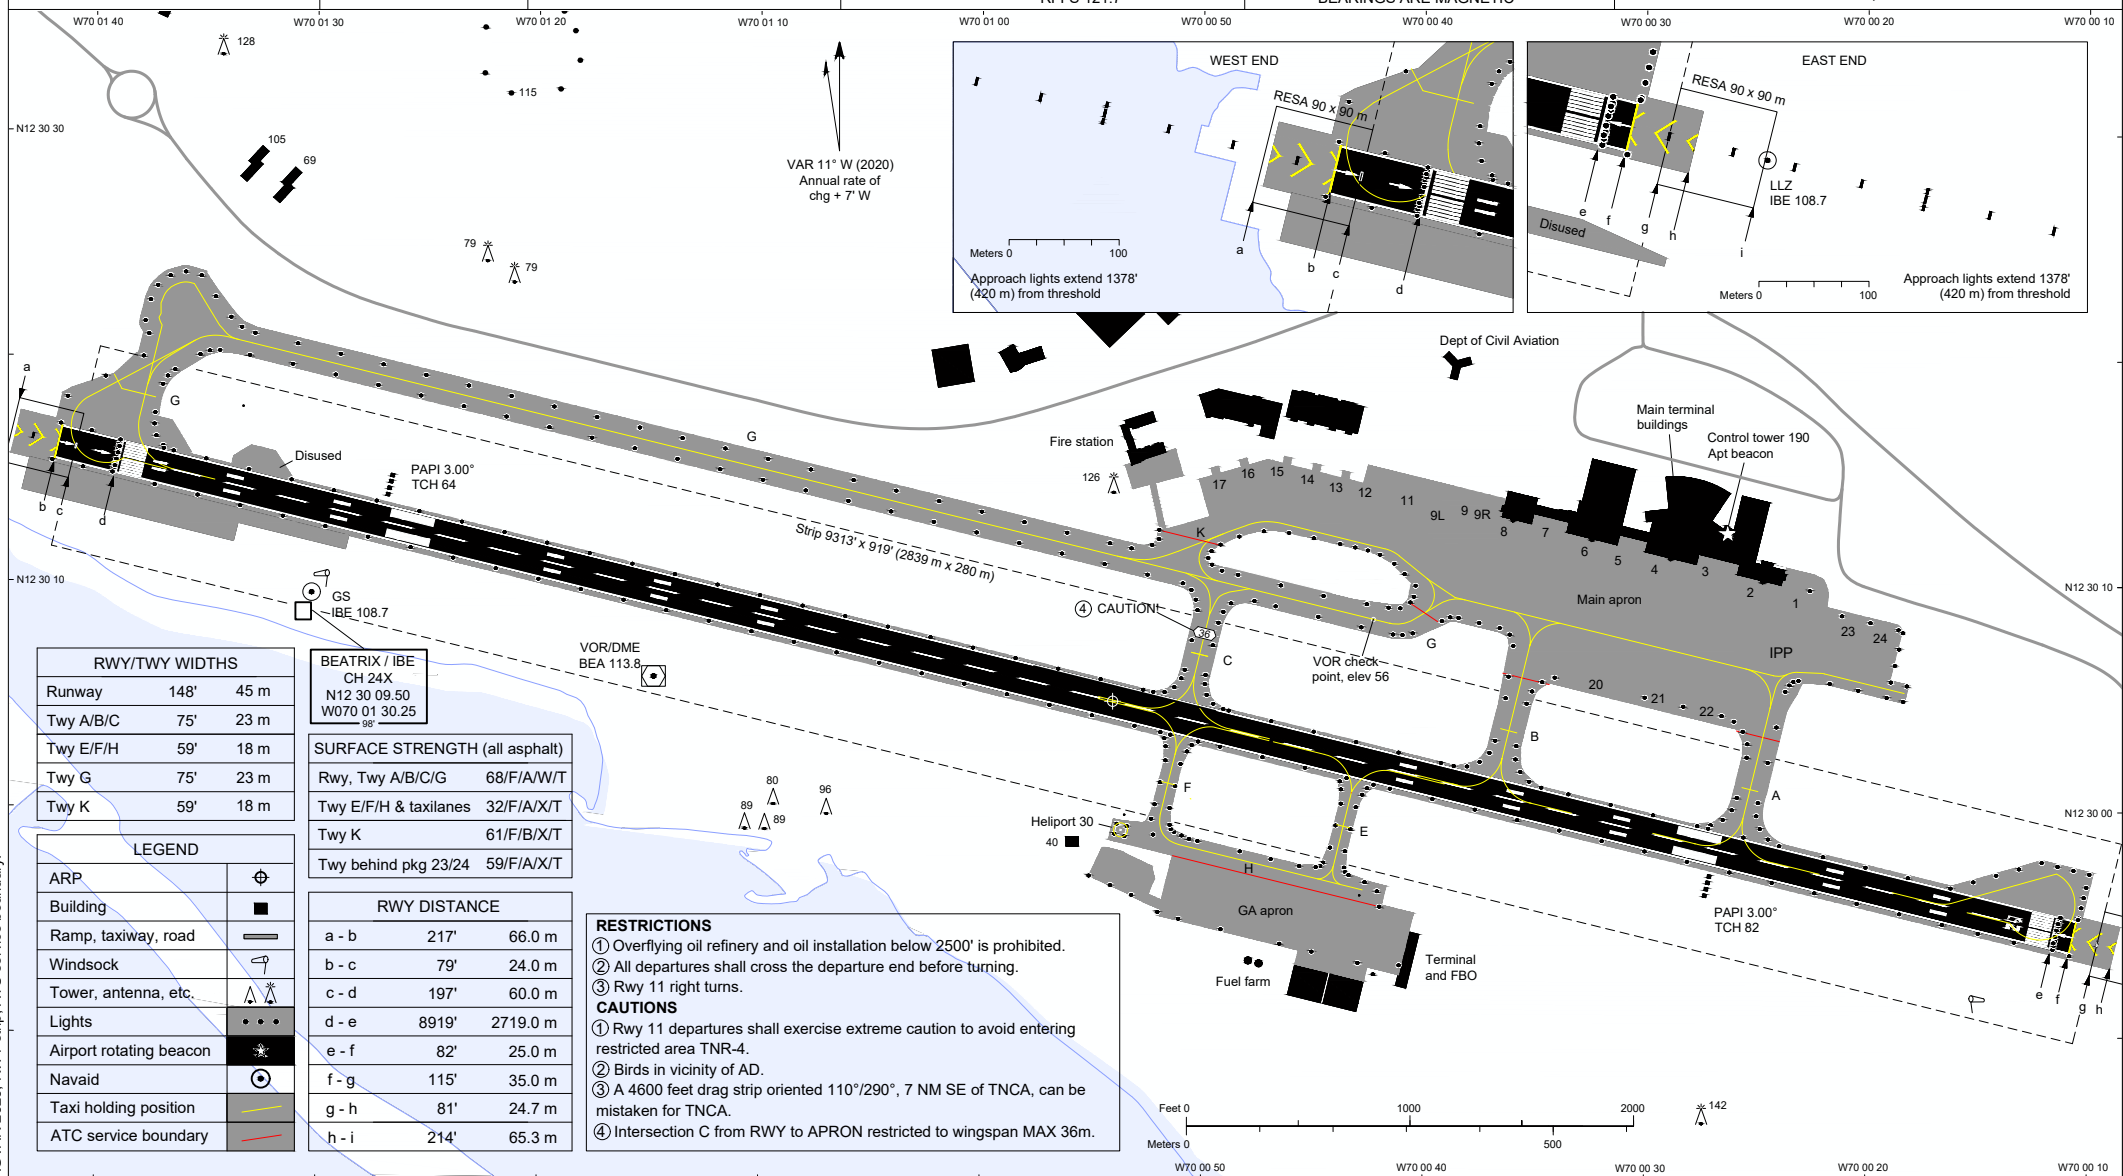 W70 01 40
W70 01 30
W70 01 20
W70 01 10
W70 01 00
W70 00 50
W70 00 40
W70 00 30
W70 00 20
W70 00 10
BEARINGS ARE MAGNETIC
128
115
105
69
79
79
N12 30 30
VAR 11° W (2020)
Annual rate of
chg + 7' W
WEST END
RESA 90 x 90 m
Meters 0
100
a
b
c
d
Approach lights extend 1378'
(420 m) from threshold
EAST END
RESA 90 x 90 m
LLZ
IBE 108.7
Disused
e
f
g
h
i
Meters 0
100
Approach lights extend 1378'
(420 m) from threshold
Dept of Civil Aviation
Main terminal
buildings
Control tower 190
Apt beacon
Fire station
126
a
G
G
Disused
PAPI 3.00°
TCH 64
b
c
d
17
16
15
14
13
12
11
9L
9
9R
8
7
6
5
4
3
2
1
23
24
K
Strip 9313' x 919' (2839 m x 280 m)
N12 30 10
N12 30 10
GS
IBE 108.7
4 CAUTION!
36
C
Main apron
G
VOR check
point, elev 56
IPP
20
21
22
VOR/DME
BEA 113.8
BEATRIX / IBE
CH 24X
N12 30 09.50
W070 01 30.25
98'
B
A
F
E
H
Heliport 30
40
GA apron
Fuel farm
Terminal
and FBO
80
89
89
96
N12 30 00
PAPI 3.00°
TCH 82
e
f
g
h
RWY/TWY WIDTHS
Runway 148' 45 m
Twy A/B/C 75' 23 m
Twy E/F/H 59' 18 m
Twy G 75' 23 m
Twy K 59' 18 m
LEGEND
ARP
Building
Ramp, taxiway, road
Windsock
Tower, antenna, etc.
Lights
Airport rotating beacon
Navaid
Taxi holding position
ATC service boundary
SURFACE STRENGTH (all asphalt)
Rwy, Twy A/B/C/G 68/F/A/W/T
Twy E/F/H & taxilanes 32/F/A/X/T
Twy K 61/F/B/X/T
Twy behind pkg 23/24 59/F/A/X/T
RWY DISTANCE
a - b 217' 66.0 m
b - c 79' 24.0 m
c - d 197' 60.0 m
d - e 8919' 2719.0 m
e - f 82' 25.0 m
f - g 115' 35.0 m
g - h 81' 24.7 m
h - i 214' 65.3 m
RESTRICTIONS
1 Overflying oil refinery and oil installation below 2500' is prohibited.
2 All departures shall cross the departure end before turning.
3 Rwy 11 right turns.
CAUTIONS
1 Rwy 11 departures shall exercise extreme caution to avoid entering
restricted area TNR-4.
2 Birds in vicinity of AD.
3 A 4600 feet drag strip oriented 110°/290°, 7 NM SE of TNCA, can be
mistaken for TNCA.
4 Intersection C from RWY to APRON restricted to wingspan MAX 36m.
Feet 0
1000
2000
Meters 0
500
142
W70 00 50
W70 00 40
W70 00 30
W70 00 20
W70 00 10